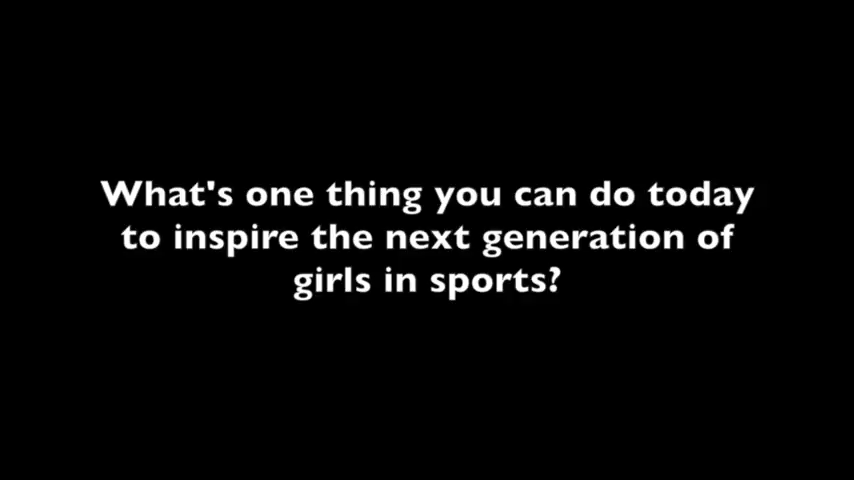 What's one thing you can do today
to inspire the next generation of
girls in sports?